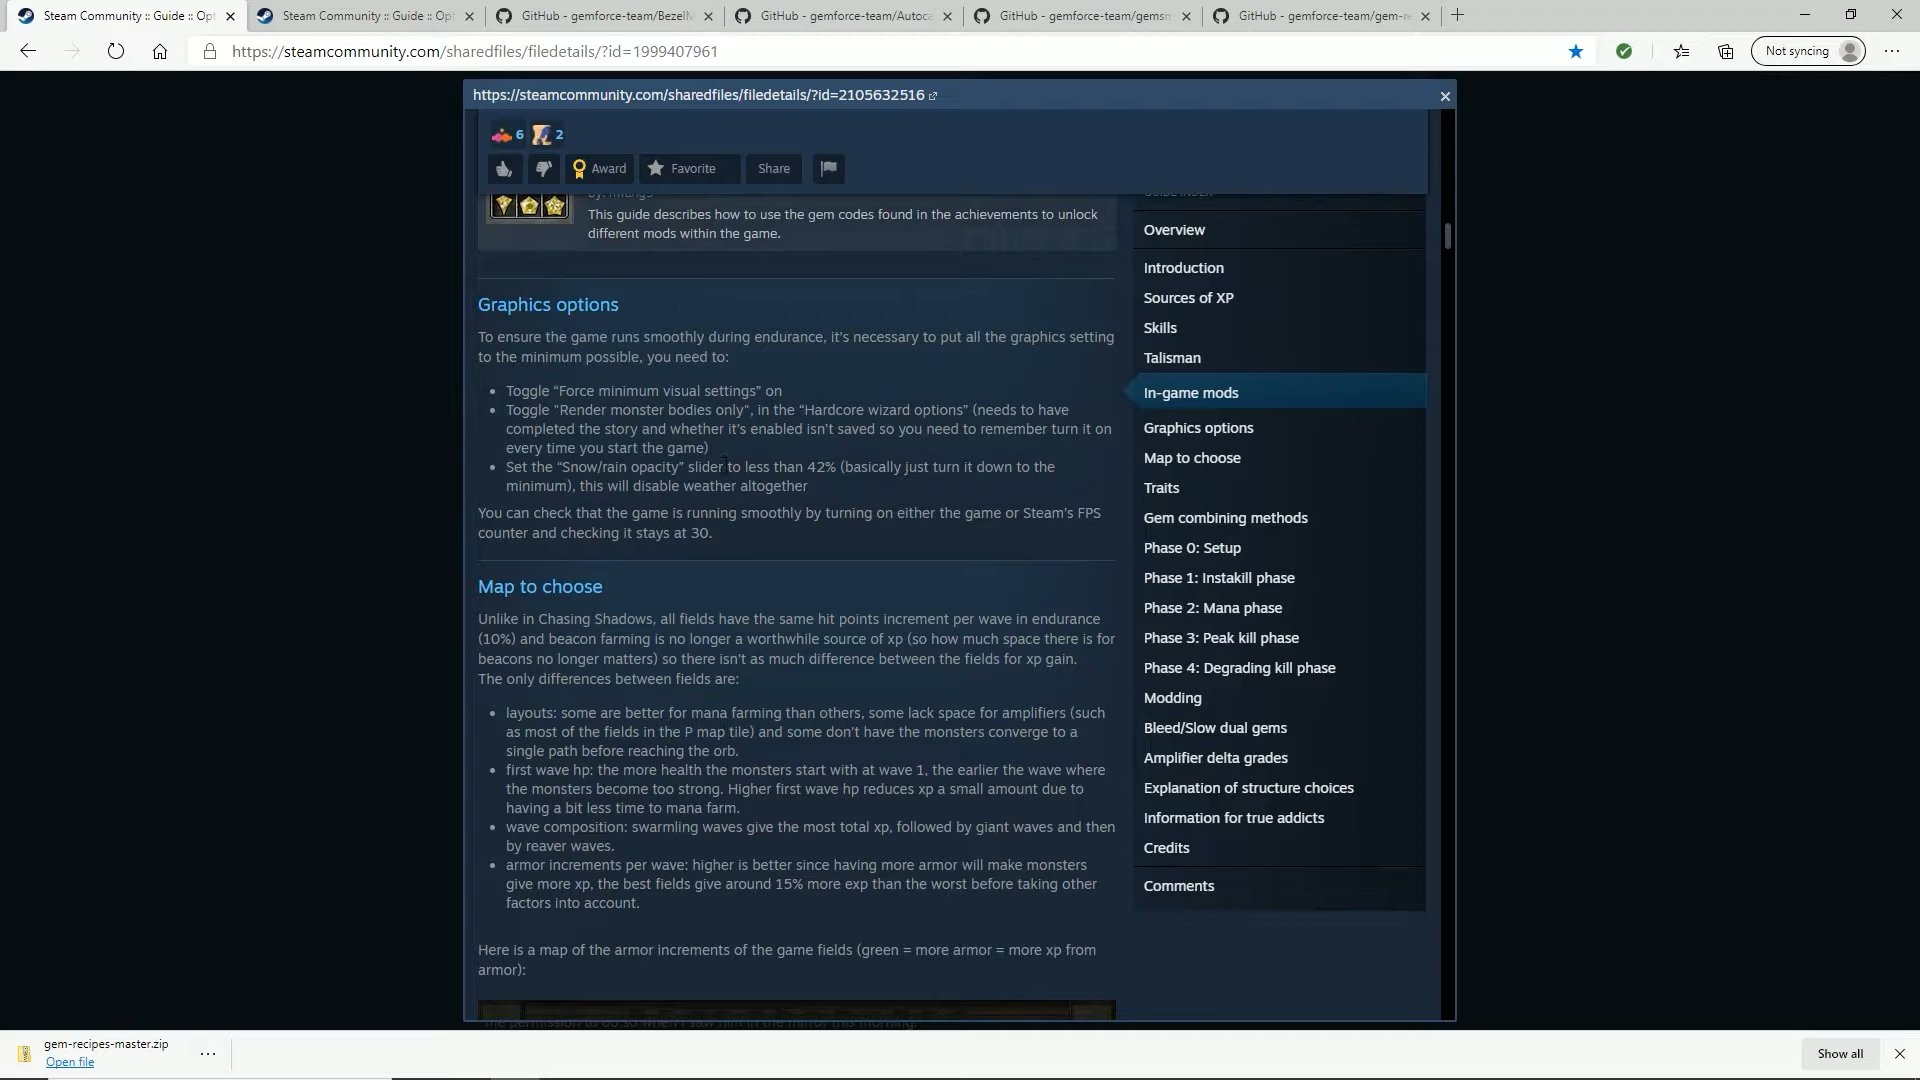 Steam Community :: Guide :: Opt
Steam Community :: Guide :: Opt
GitHub - gemforce-team/BezelM
GitHub - gemforce-team/Autoca
GitHub - gemforce-team/gemsm
GitHub - gemforce-team/gem-r
https://steamcommunity.com/sharedfiles/filedetails/?id=1999407961
Not syncing
https://steamcommunity.com/sharedfiles/filedetails/?id=2105632516
6
2
Award
Favorite
Share
This guide describes how to use the gem codes found in the achievements to unlock
different mods within the game.
Graphics options
To ensure the game runs smoothly during endurance, it's necessary to put all the graphics setting
to the minimum possible, you need to:
• Toggle “Force minimum visual settings” on
• Toggle "Render monster bodies only", in the “Hardcore wizard options” (needs to have
completed the story and whether it's enabled isn't saved so you need to remember turn it on
every time you start the game)
• Set the “Snow/rain opacity” slider to less than 42% (basically just turn it down to the
minimum), this will disable weather altogether
You can check that the game is running smoothly by turning on either the game or Steam's FPS
counter and checking it stays at 30.
Map to choose
Unlike in Chasing Shadows, all fields have the same hit points increment per wave in endurance
(10%) and beacon farming is no longer a worthwhile source of xp (so how much space there is for
beacons no longer matters) so there isn't as much difference between the fields for xp gain.
The only differences between fields are:
• layouts: some are better for mana farming than others, some lack space for amplifiers (such
as most of the fields in the P map tile) and some don't have the monsters converge to a
single path before reaching the orb.
• first wave hp: the more health the monsters start with at wave 1, the earlier the wave where
the monsters become too strong. Higher first wave hp reduces xp a small amount due to
having a bit less time to mana farm.
• wave composition: swarmling waves give the most total xp, followed by giant waves and then
by reaver waves.
• armor increments per wave: higher is better since having more armor will make monsters
give more xp, the best fields give around 15% more exp than the worst before taking other
factors into account.
Here is a map of the armor increments of the game fields (green = more armor = more xp from
armor):
the permission to do so when I saw him in the mirror this morning.
GUIDE INDEX
Overview
Introduction
Sources of XP
Skills
Talisman
In-game mods
Graphics options
Map to choose
Traits
Gem combining methods
Phase 0: Setup
Phase 1: Instakill phase
Phase 2: Mana phase
Phase 3: Peak kill phase
Phase 4: Degrading kill phase
Modding
Bleed/Slow dual gems
Amplifier delta grades
Explanation of structure choices
Information for true addicts
Credits
Comments
gem-recipes-master.zip
Open file
Show all